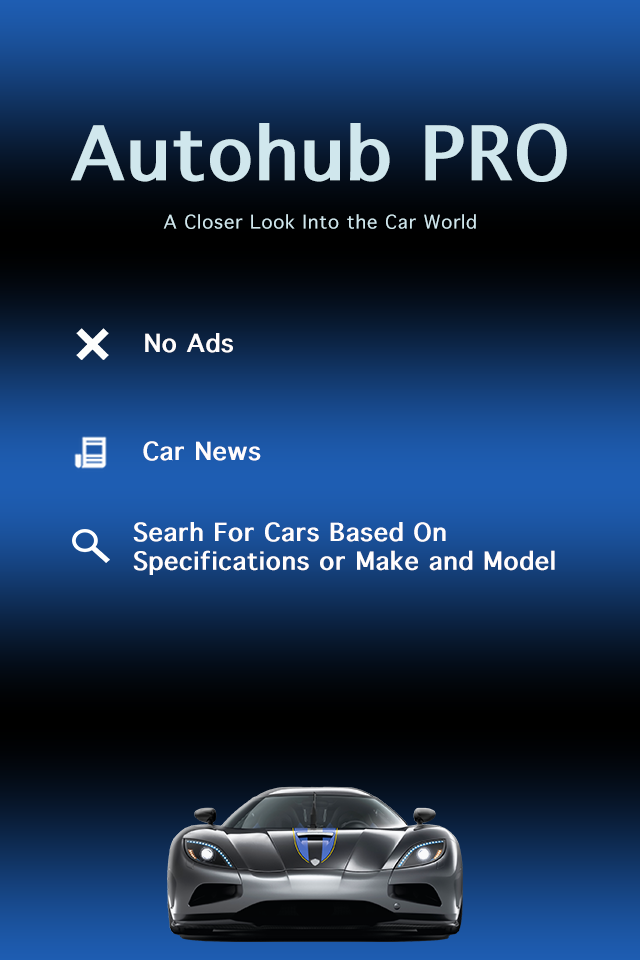 Autohub PRO
A Closer Look Into the Car World
No Ads
Car News
Searh For Cars Based On
Specifications or Make and Model